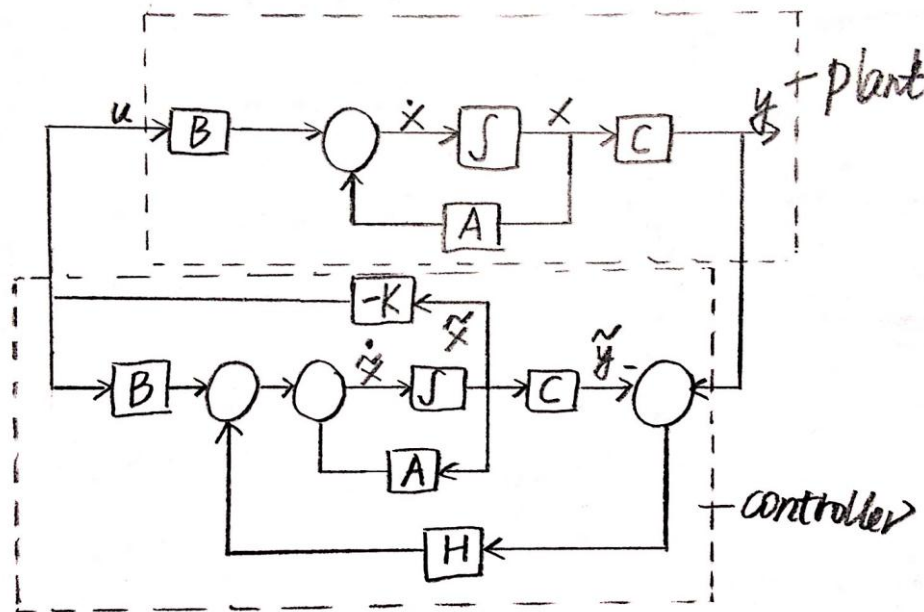 u B ẋ ∫ x C y plant
A
-K
x̃
B x̃̇ ∫ C ỹ -
A
controller
H